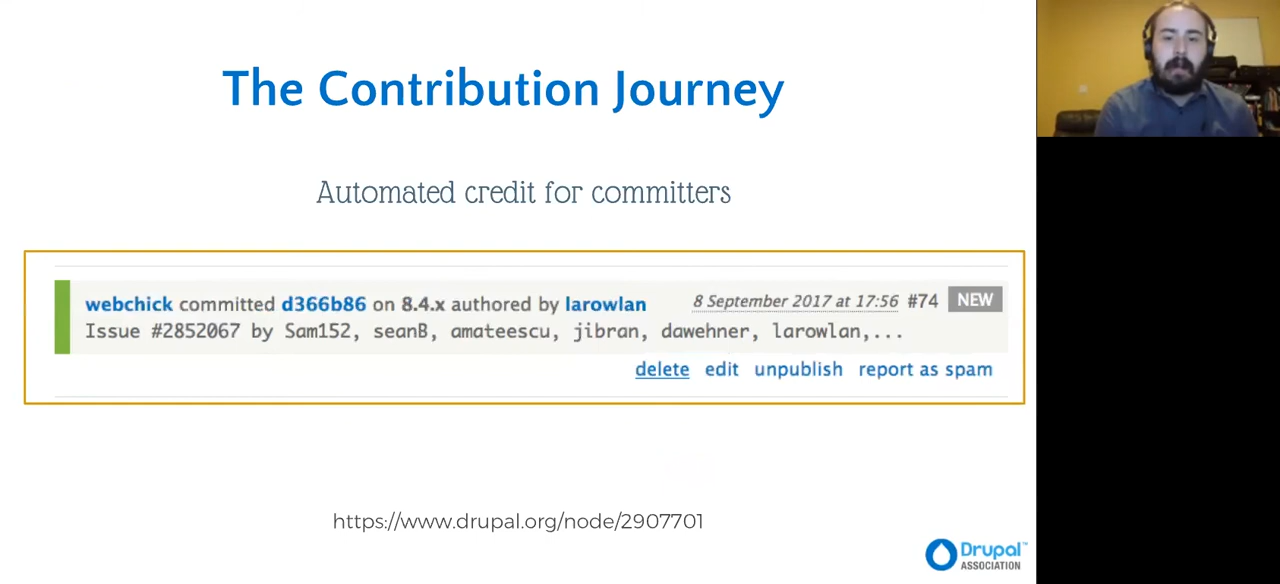 The Contribution Journey
Automated credit for committers
webchick committed d366b86 on 8.4.x authored by larowlan 8 September 2017 at 17:56 #74 NEW
Issue #2852067 by Sam152, seanB, amateescu, jibran, dawehner, larowlan,...
delete edit unpublish report as spam
https://www.drupal.org/node/2907701
Drupal™
ASSOCIATION